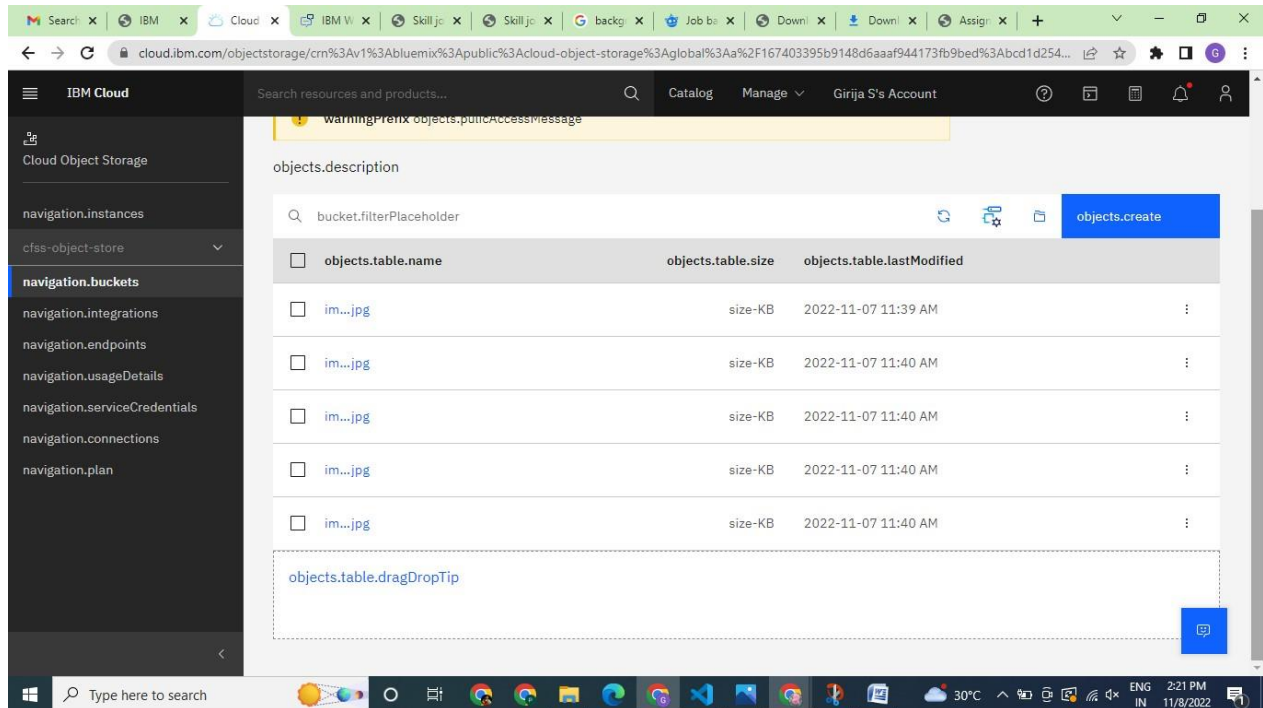 Search
IBM
Cloud
IBM W
Skill jo
Skill jo
backg
Job ba
Downl
Downl
Assign
cloud.ibm.com/objectstorage/crn%3Av1%3Abluemix%3Apublic%3Acloud-object-storage%3Aglobal%3Aa%2F167403395b9148d6aaaf944173fb9bed%3Abcd1d254...
G
IBM Cloud
Search resources and products...
Catalog
Manage
Girija S's Account
warningPrefix objects.pulicAccessMessage
Cloud Object Storage
navigation.instances
cfss-object-store
navigation.buckets
navigation.integrations
navigation.endpoints
navigation.usageDetails
navigation.serviceCredentials
navigation.connections
navigation.plan
objects.description
bucket.filterPlaceholder
objects.create
objects.table.name objects.table.size objects.table.lastModified
im...jpg size-KB 2022-11-07 11:39 AM
im...jpg size-KB 2022-11-07 11:40 AM
im...jpg size-KB 2022-11-07 11:40 AM
im...jpg size-KB 2022-11-07 11:40 AM
im...jpg size-KB 2022-11-07 11:40 AM
objects.table.dragDropTip
Type here to search
30°C
ENG
IN
2:21 PM
11/8/2022